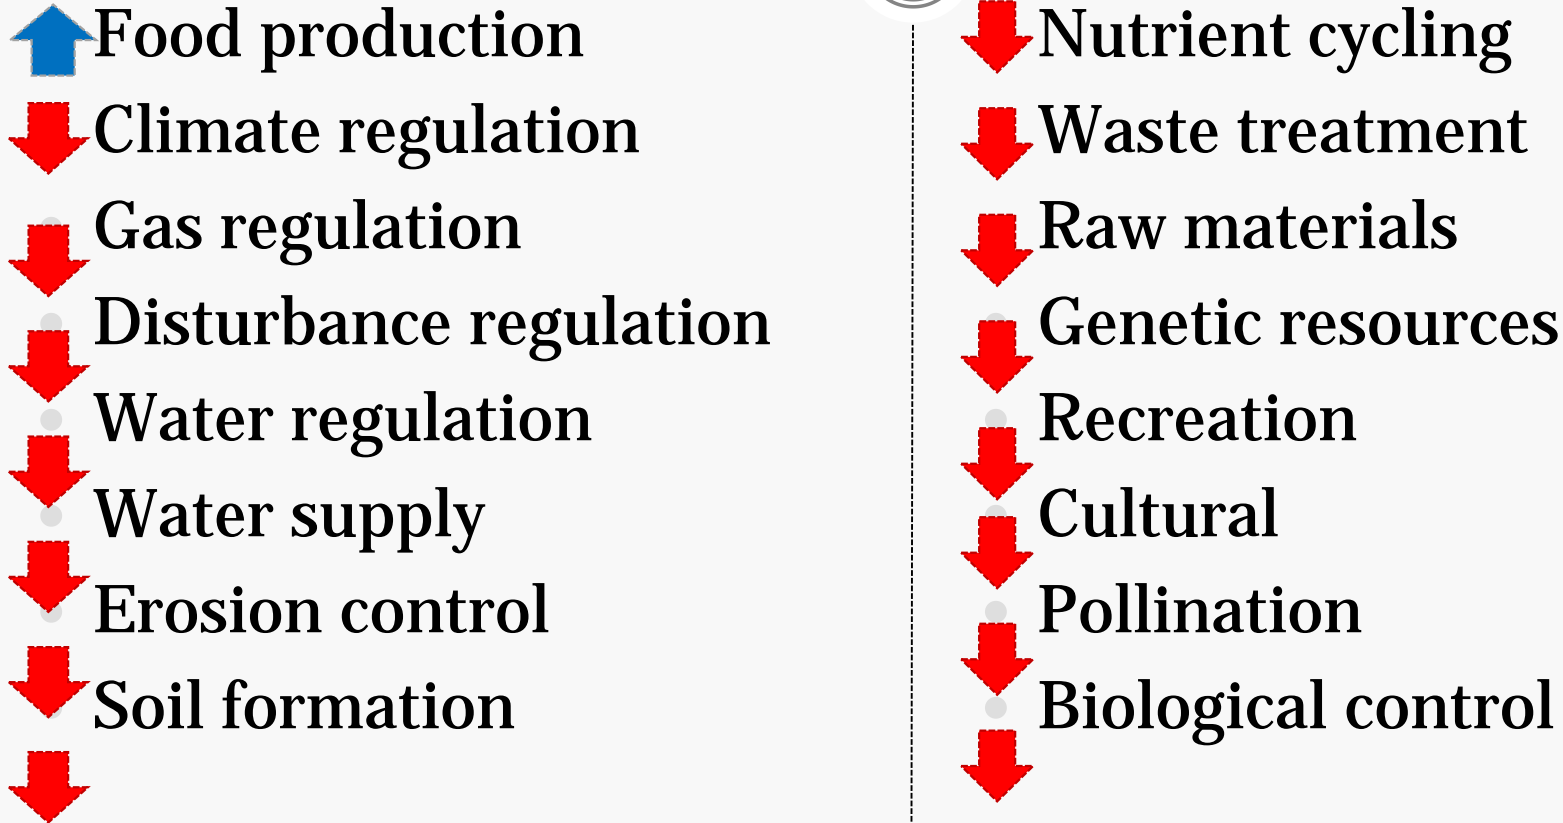 Food production
Climate regulation
Gas regulation
Disturbance regulation
Water regulation
Water supply
Erosion control
Soil formation
Nutrient cycling
Waste treatment
Raw materials
Genetic resources
Recreation
Cultural
Pollination
Biological control